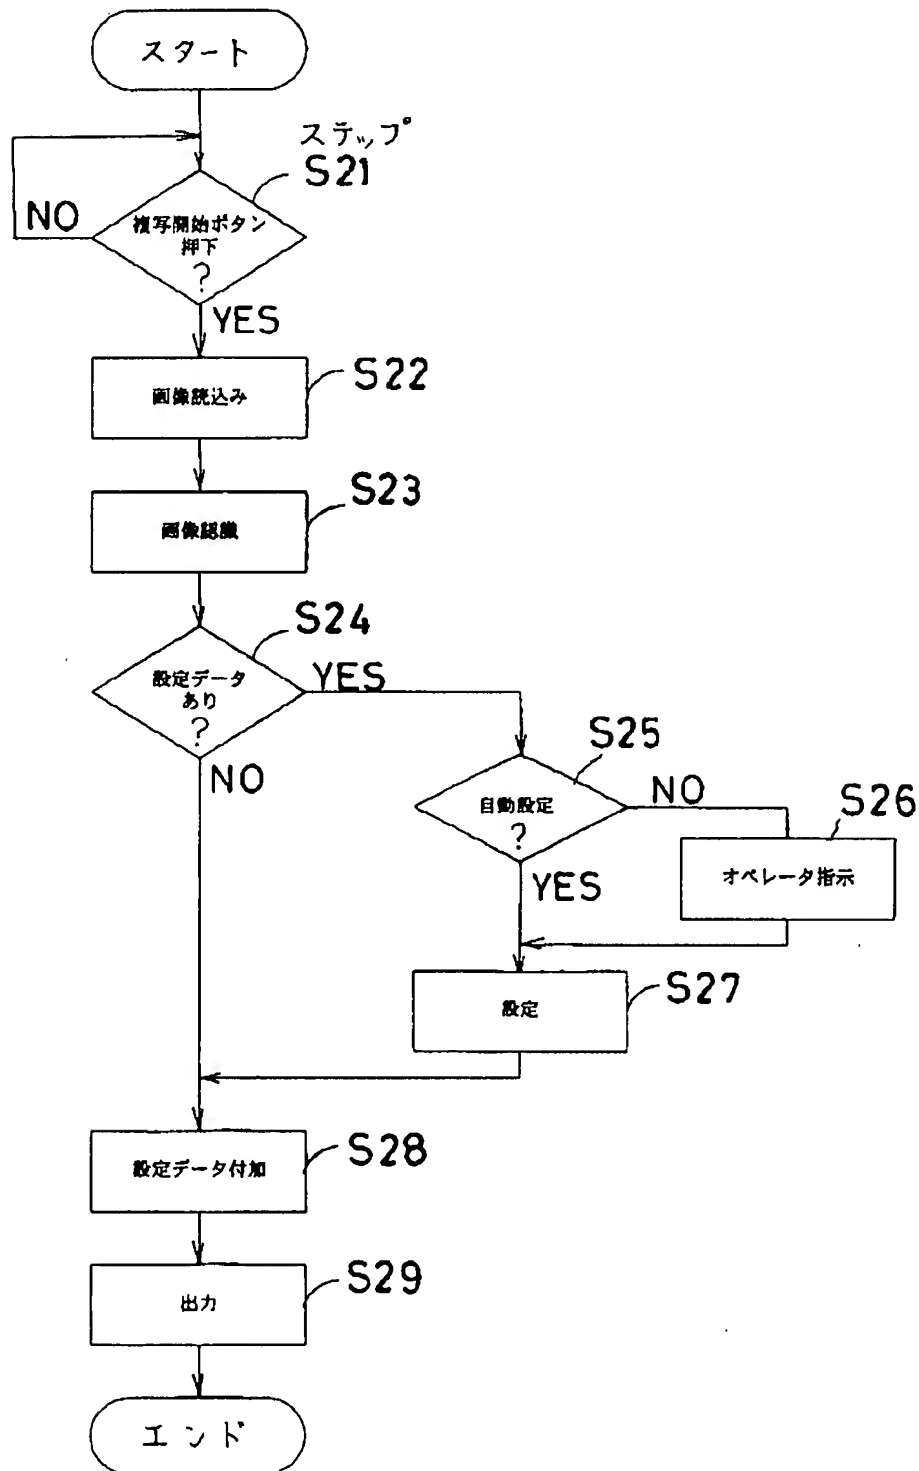 スタート
ステップ
S21
NO
複写開始ボタン
押下
?
YES
S22
画像読込み
S23
画像認識
S24
設定データ
あり
?
YES
NO
S25
自動設定
?
NO
YES
S26
オペレータ指示
S27
設定
S28
設定データ付加
S29
出力
エンド